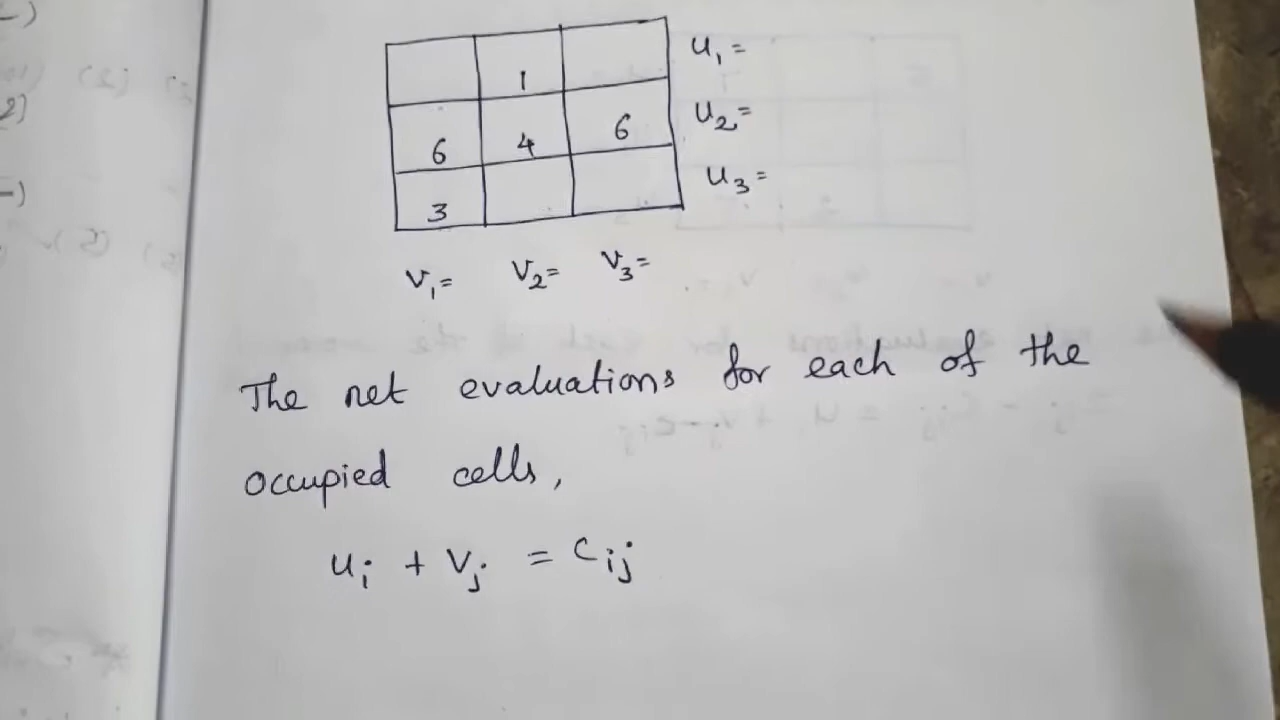 1 u₁ =
6 4 6 u₂ =
3 u₃ =
v₁ = v₂ = v₃ =
The net evaluations for each of the
occupied cells,
uᵢ + vⱼ = cᵢⱼ